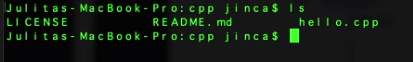 Julitas-MacBook-Pro:cpp jinca$ ls
LICENSE README.md hello.cpp
Julitas-MacBook-Pro:cpp jinca$